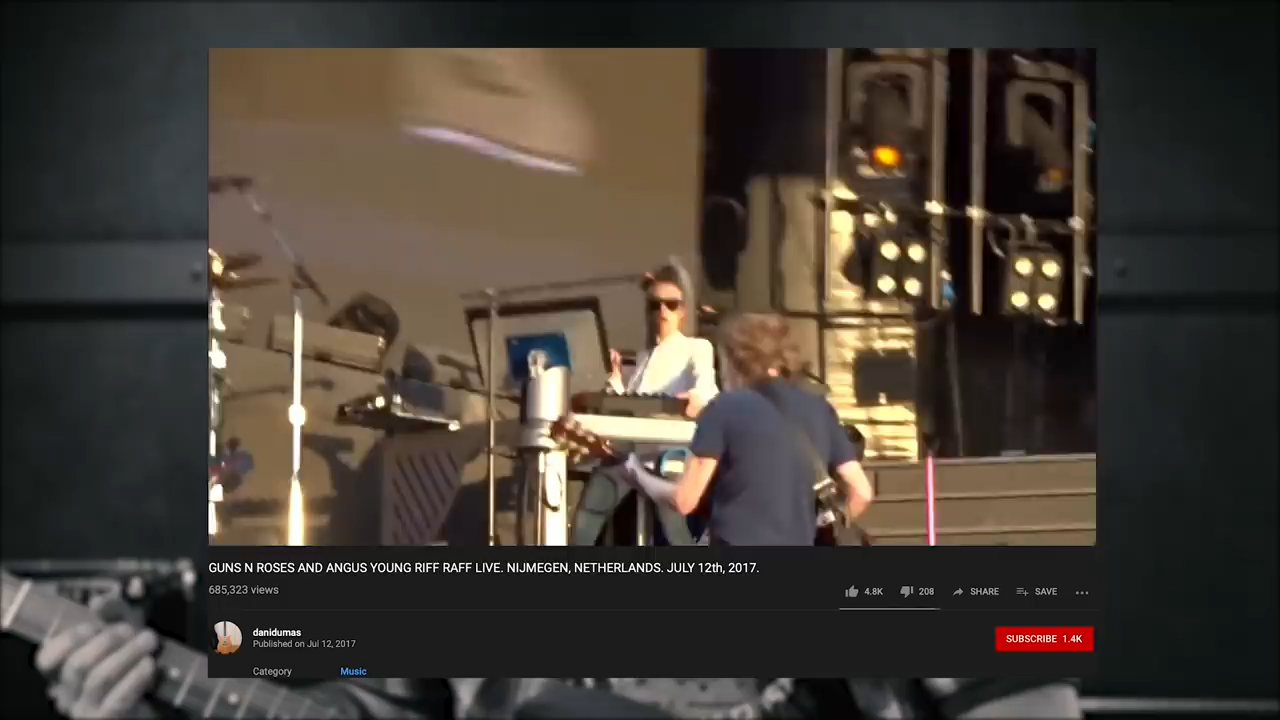 GUNS N ROSES AND ANGUS YOUNG RIFF RAFF LIVE. NIJMEGEN, NETHERLANDS. JULY 12th, 2017.
685,323 views
4.8K 208 SHARE SAVE
danidumas
Published on Jul 12, 2017
SUBSCRIBE 1.4K
Category Music